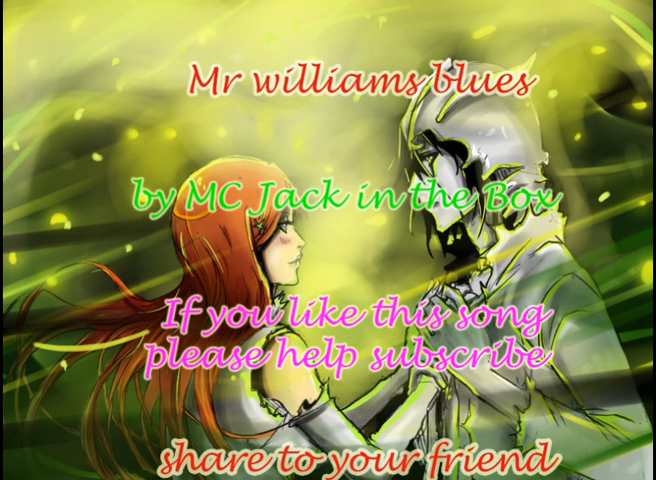 Mr williams blues
by MC Jack in the Box
If you like this song
please help subscribe
share to your friend